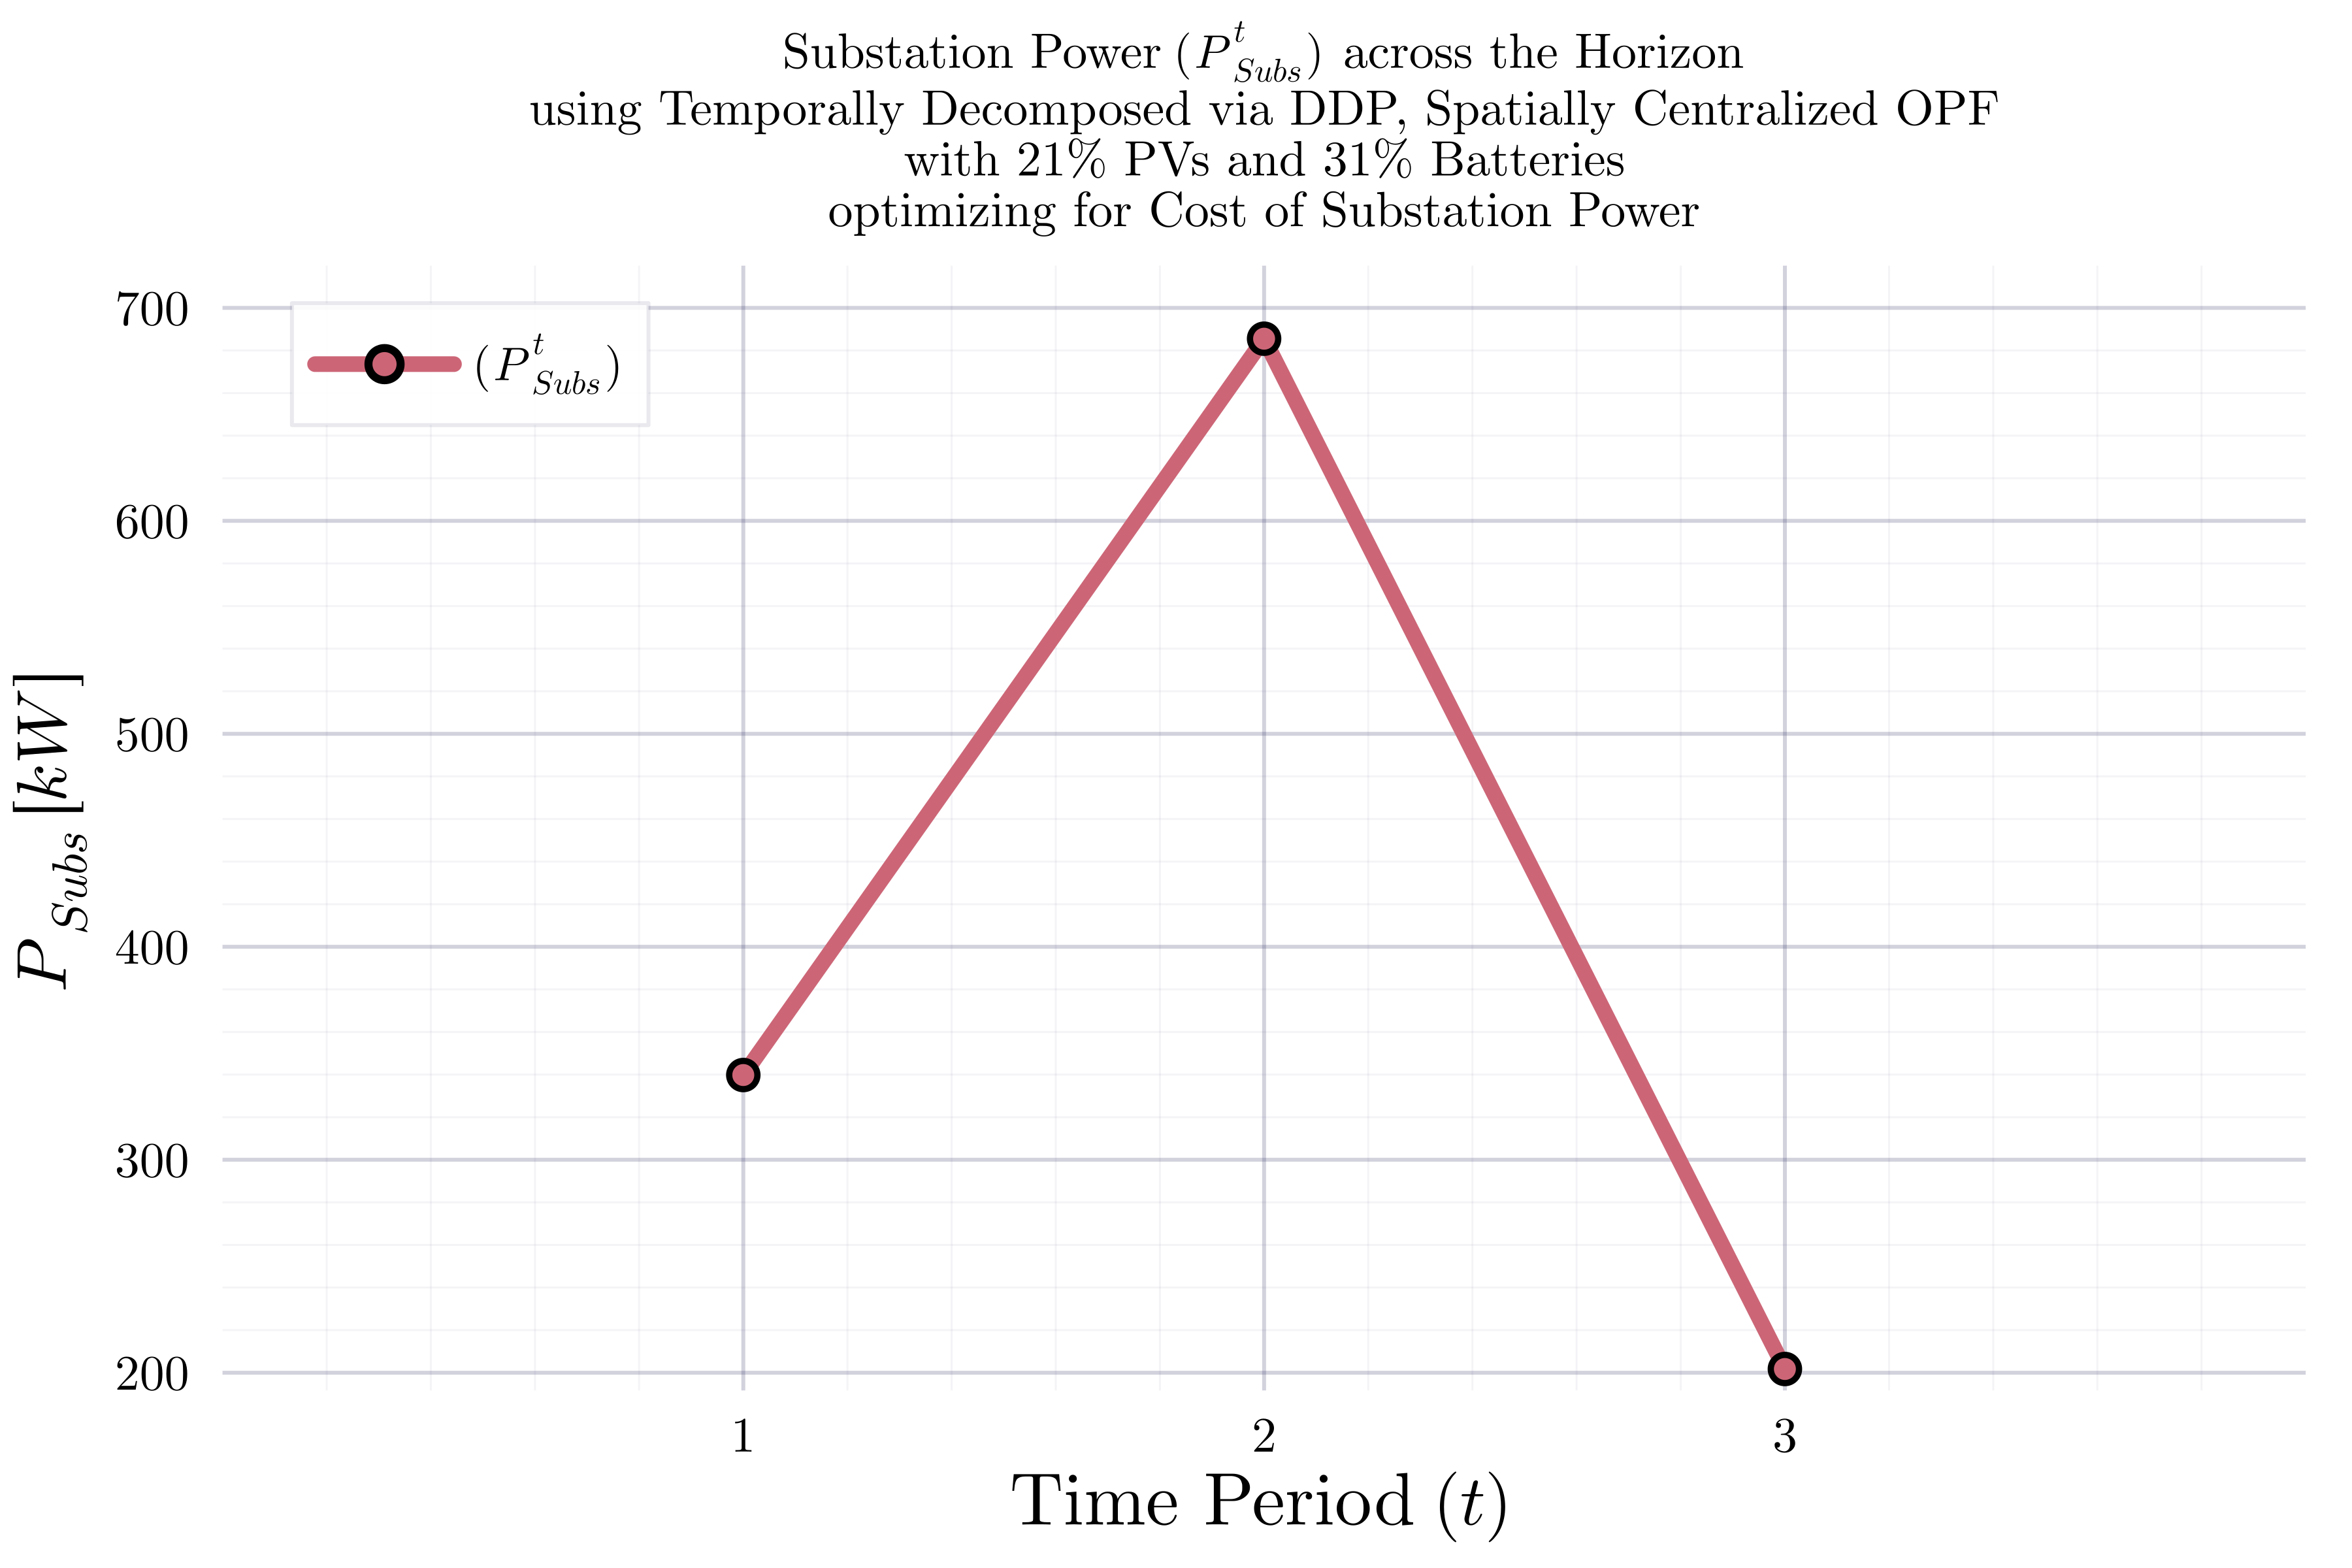 Substation Power (P^t_Subs) across the Horizon
using Temporally Decomposed via DDP, Spatially Centralized OPF
with 21% PVs and 31% Batteries
optimizing for Cost of Substation Power
(P^t_Subs)
P_Subs [kW]
700
600
500
400
300
200
1 2 3
Time Period (t)